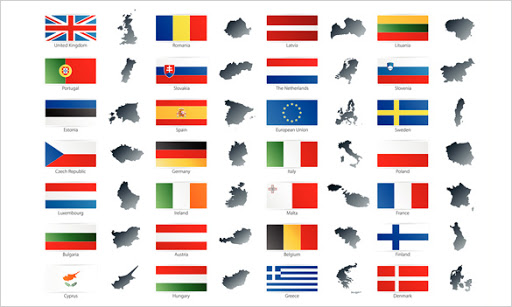 United Kingdom
Romania
Latvia
Lituania
Portugal
Slovakia
The Netherlands
Slovenia
Estonia
Spain
European Union
Sweden
Czech Republic
Germany
Italy
Poland
Luxembourg
Ireland
Malta
France
Bulgaria
Austria
Belgium
Finland
Cyprus
Hungary
Greece
Denmark